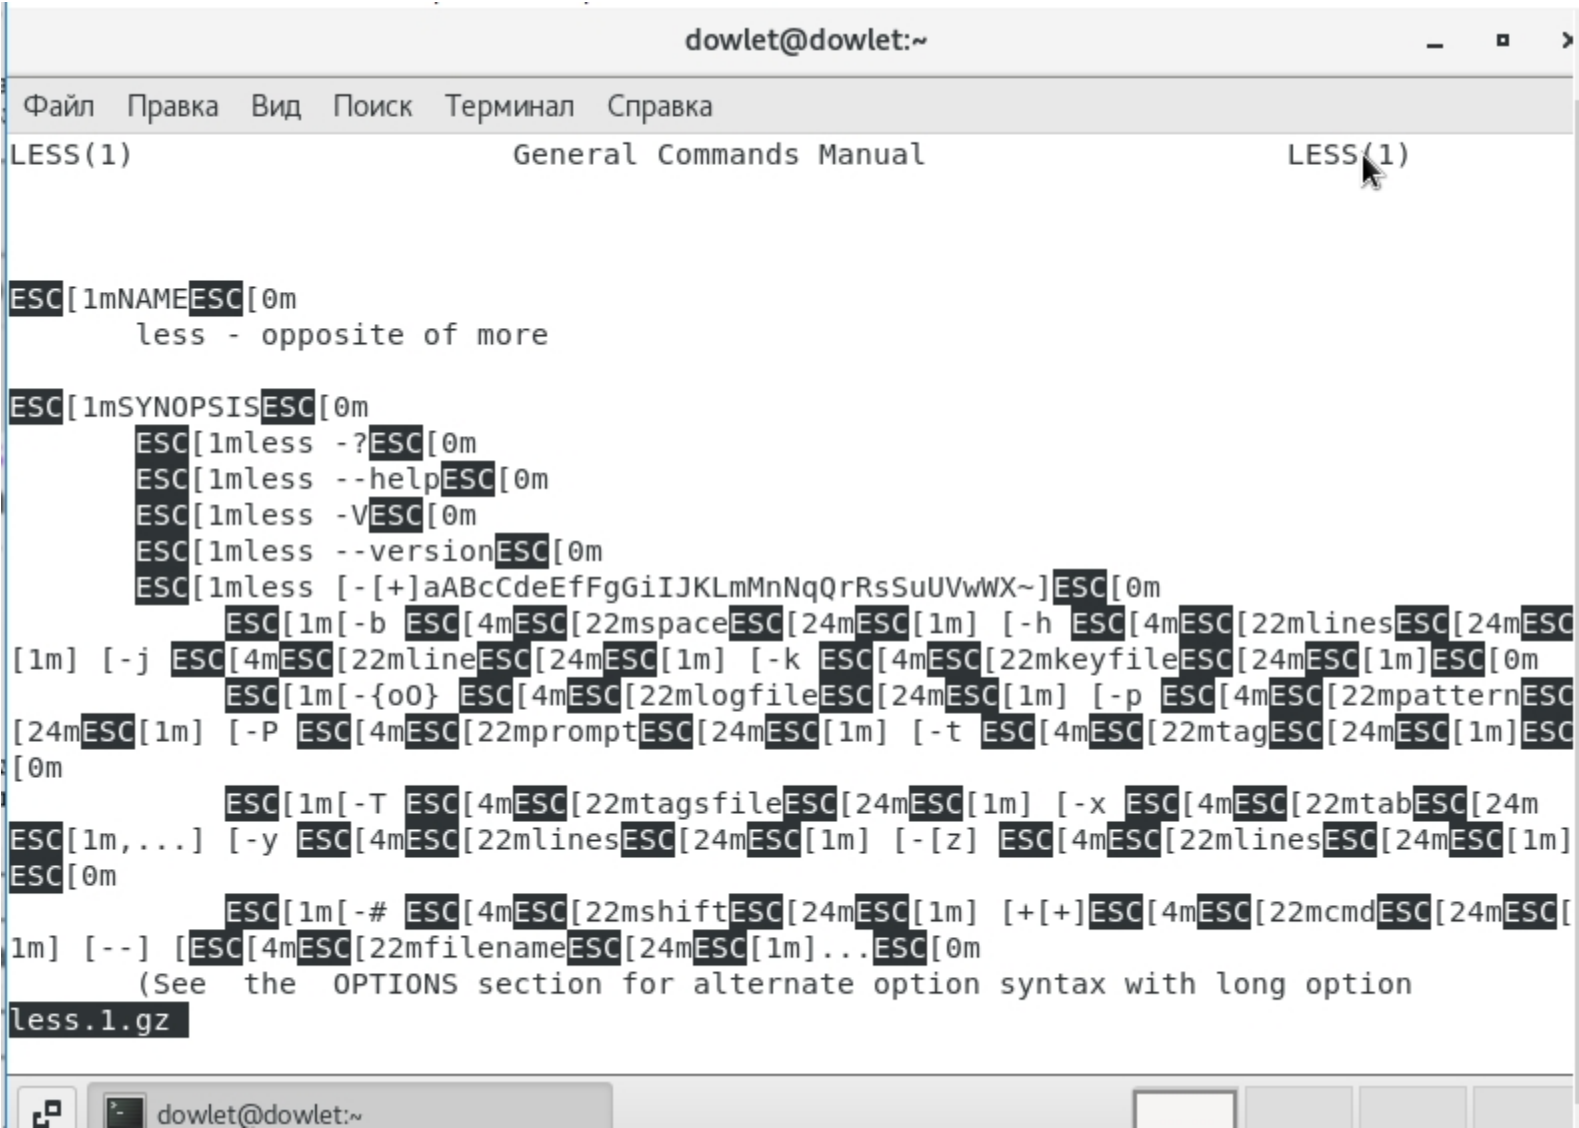 dowlet@dowlet:~
Файл Правка Вид Поиск Терминал Справка
LESS(1) General Commands Manual LESS(1)
ESC[1mNAMEESC[0m
less - opposite of more
ESC[1mSYNOPSISESC[0m
ESC[1mless -?ESC[0m
ESC[1mless --helpESC[0m
ESC[1mless -VESC[0m
ESC[1mless --versionESC[0m
ESC[1mless [-[+]aABcCdeEfFgGiIJKLmMnNqQrRsSuUVwWX~]ESC[0m
ESC[1m[-b ESC[4mESC[22mspaceESC[24mESC[1m] [-h ESC[4mESC[22mlinesESC[24mESC
[1m] [-j ESC[4mESC[22mlineESC[24mESC[1m] [-k ESC[4mESC[22mkeyfileESC[24mESC[1m]ESC[0m
ESC[1m[-{oO} ESC[4mESC[22mlogfileESC[24mESC[1m] [-p ESC[4mESC[22mpatternESC
[24mESC[1m] [-P ESC[4mESC[22mpromptESC[24mESC[1m] [-t ESC[4mESC[22mtagESC[24mESC[1m]ESC
[0m
ESC[1m[-T ESC[4mESC[22mtagsfileESC[24mESC[1m] [-x ESC[4mESC[22mtabESC[24m
ESC[1m,...] [-y ESC[4mESC[22mlinesESC[24mESC[1m] [-[z] ESC[4mESC[22mlinesESC[24mESC[1m]
ESC[0m
ESC[1m[-# ESC[4mESC[22mshiftESC[24mESC[1m] [+[+]ESC[4mESC[22mcmdESC[24mESC[
1m] [--] [ESC[4mESC[22mfilenameESC[24mESC[1m]...ESC[0m
(See the OPTIONS section for alternate option syntax with long option
less.1.gz
dowlet@dowlet:~